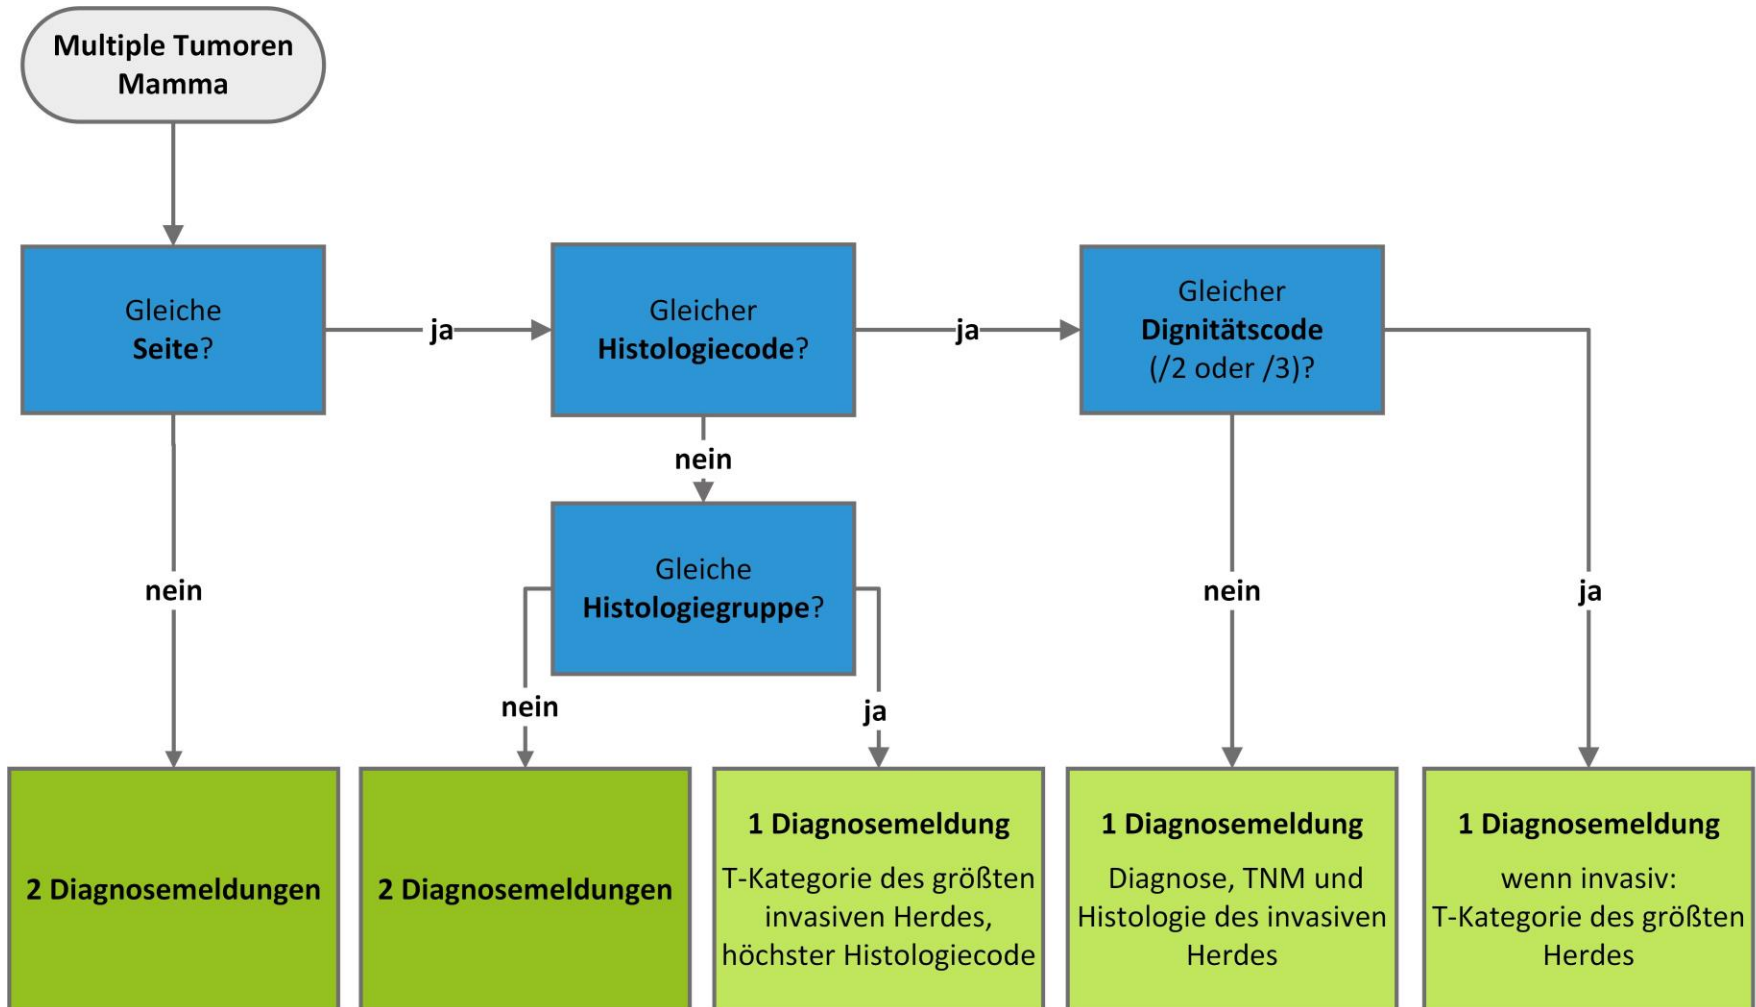 Multiple Tumoren
Mamma
Gleiche
Seite?
ja
Gleicher
Histologiecode?
ja
Gleicher
Dignitätscode
(/2 oder /3)?
nein
Gleiche
Histologiegruppe?
nein
nein
ja
nein
ja
2 Diagnosemeldungen
2 Diagnosemeldungen
1 Diagnosemeldung
T-Kategorie des größten
invasiven Herdes,
höchster Histologiecode
1 Diagnosemeldung
Diagnose, TNM und
Histologie des invasiven
Herdes
1 Diagnosemeldung
wenn invasiv:
T-Kategorie des größten
Herdes